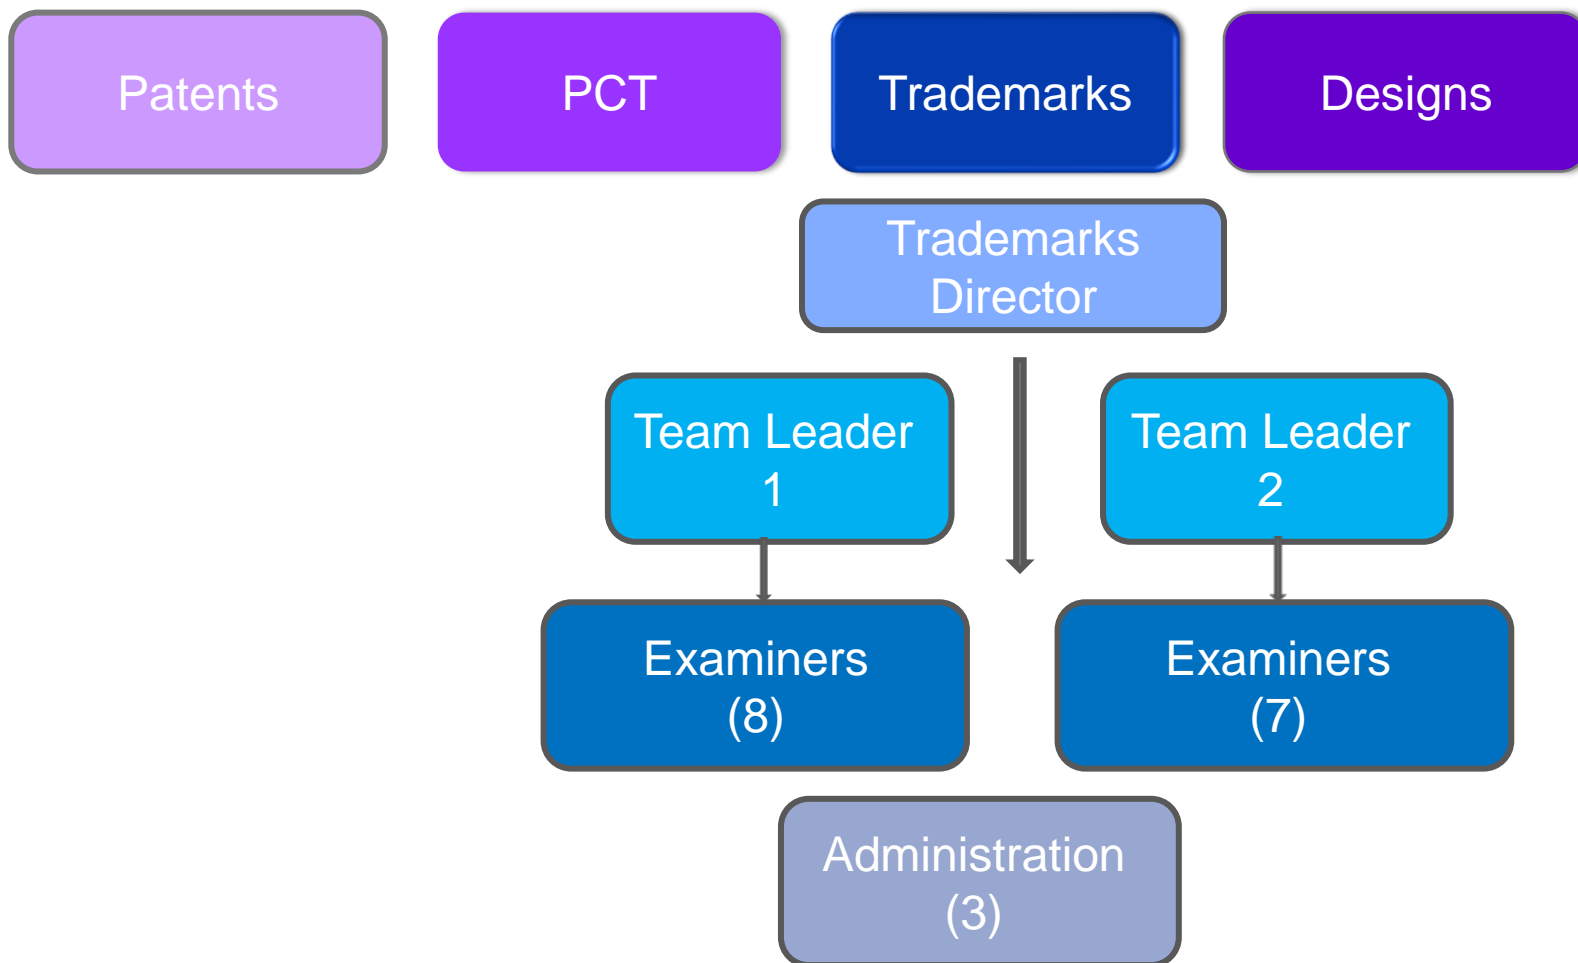 Patents
PCT
Trademarks
Designs
Trademarks
Director
Team Leader
1
Team Leader
2
Examiners
(8)
Examiners
(7)
Administration
(3)